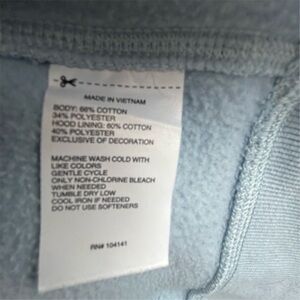 MADE IN VIETNAM
BODY: 66% COTTON
34% POLYESTER
HOOD LINING: 60% COTTON
40% POLYESTER
EXCLUSIVE OF DECORATION
MACHINE WASH COLD WITH
LIKE COLORS
GENTLE CYCLE
ONLY NON-CHLORINE BLEACH
WHEN NEEDED
TUMBLE DRY LOW
COOL IRON IF NEEDED
DO NOT USE SOFTENERS
RN# 104141